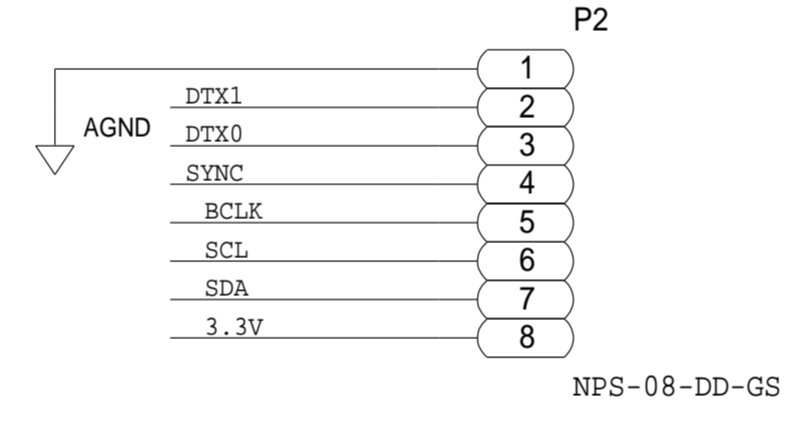 P2
1
DTX1
2
AGND
DTX0
3
SYNC
4
BCLK
5
SCL
6
SDA
7
3.3V
8
NPS-08-DD-GS